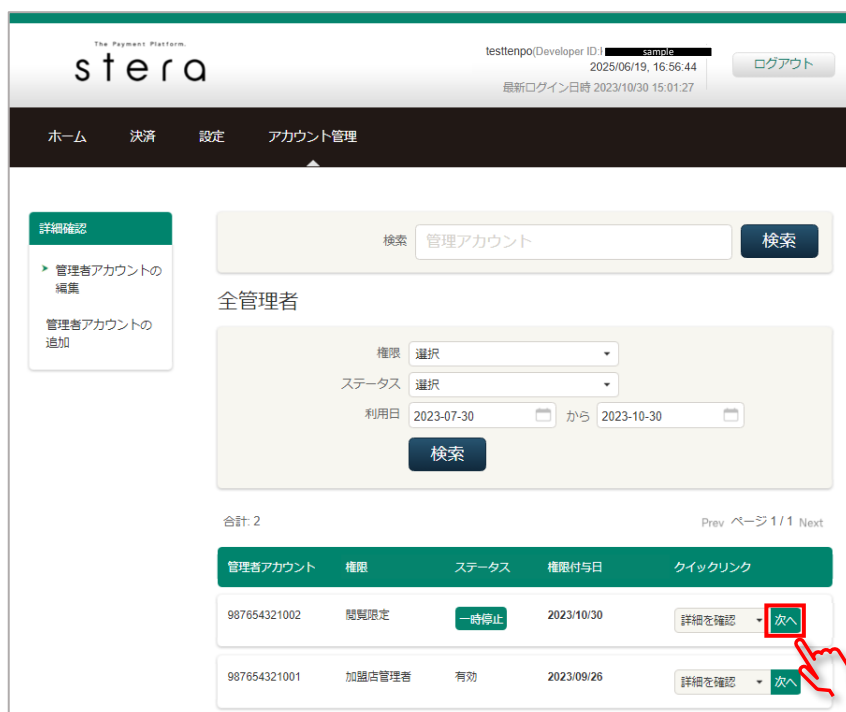 The Payment Platform.
stera
testtenpo(Developer ID:
sample
2025/06/19, 16:56:44
最新ログイン日時 2023/10/30 15:01:27
ログアウト
ホーム 決済 設定 アカウント管理
詳細確認
管理者アカウントの
編集
管理者アカウントの
追加
検索 管理アカウント 検索
全管理者
権限 選択
ステータス 選択
利用日 2023-07-30 から 2023-10-30
検索
合計: 2 Prev ページ 1 / 1 Next
管理者アカウント 権限 ステータス 権限付与日 クイックリンク
987654321002 閲覧限定 一時停止 2023/10/30 詳細を確認 次へ
987654321001 加盟店管理者 有効 2023/09/26 詳細を確認 次へ